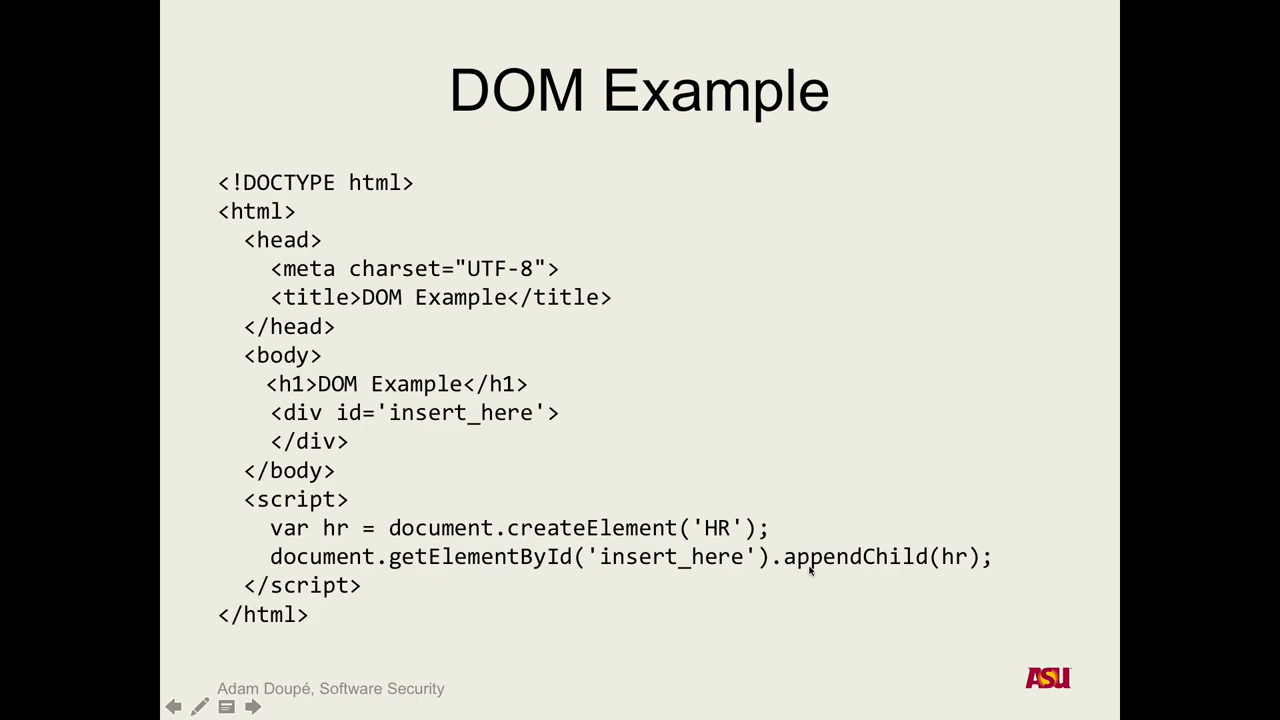 DOM Example
<!DOCTYPE html>
<html>
  <head>
    <meta charset="UTF-8">
    <title>DOM Example</title>
  </head>
  <body>
    <h1>DOM Example</h1>
    <div id='insert_here'>
    </div>
  </body>
  <script>
    var hr = document.createElement('HR');
    document.getElementById('insert_here').appendChild(hr);
  </script>
</html>
Adam Doupé, Software Security
ASU